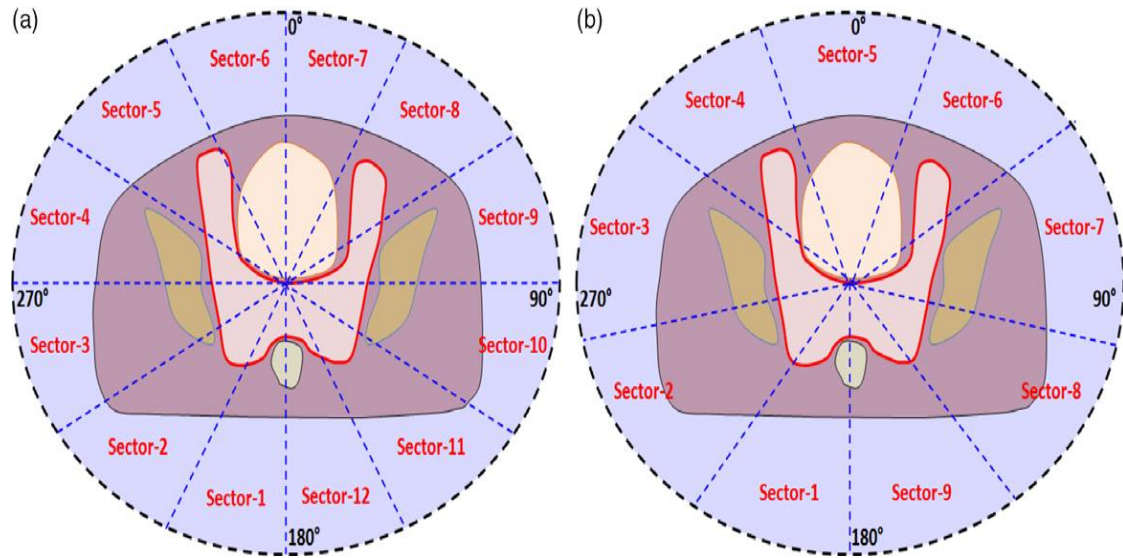 (a)
0°
Sector-6
Sector-7
Sector-5
Sector-8
Sector-4
Sector-9
270°
90°
Sector-3
Sector-10
Sector-2
Sector-11
Sector-1
Sector-12
180°
(b)
0°
Sector-5
Sector-4
Sector-6
Sector-3
Sector-7
270°
90°
Sector-2
Sector-8
Sector-1
Sector-9
180°